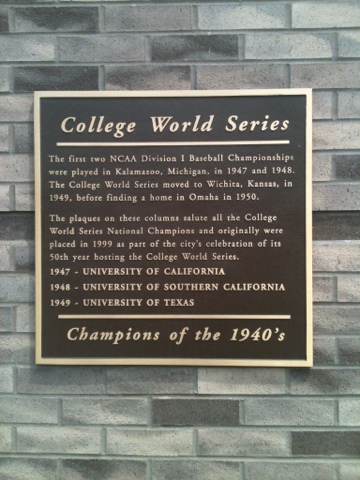 College World Series
The first two NCAA Division I Baseball Championships
were played in Kalamazoo, Michigan, in 1947 and 1948.
The College World Series moved to Wichita, Kansas, in
1949, before finding a home in Omaha in 1950.
The plaques on these columns salute all the College
World Series National Champions and originally were
placed in 1999 as part of the city's celebration of its
50th year hosting the College World Series.
1947 - UNIVERSITY OF CALIFORNIA
1948 - UNIVERSITY OF SOUTHERN CALIFORNIA
1949 - UNIVERSITY OF TEXAS
Champions of the 1940's